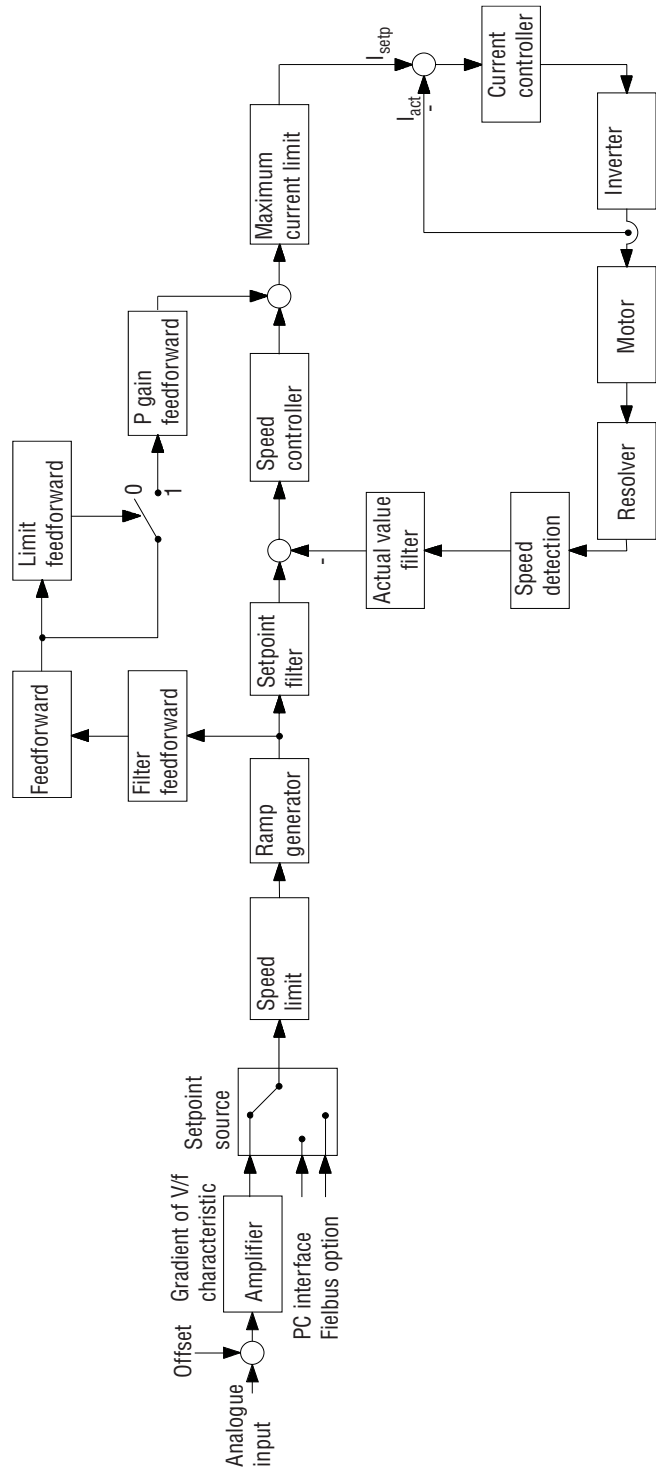 Analogue
input
Offset
Gradient of V/f
characteristic
Amplifier
PC interface
Fielbus option
Setpoint
source
Speed
limit
Ramp
generator
Filter
feedforward
Feedforward
Limit
feedforward
0
1
P gain
feedforward
Setpoint
filter
-
Speed
controller
Maximum
current limit
I setp
I act
-
Current
controller
Inverter
Motor
Resolver
Speed
detection
Actual value
filter